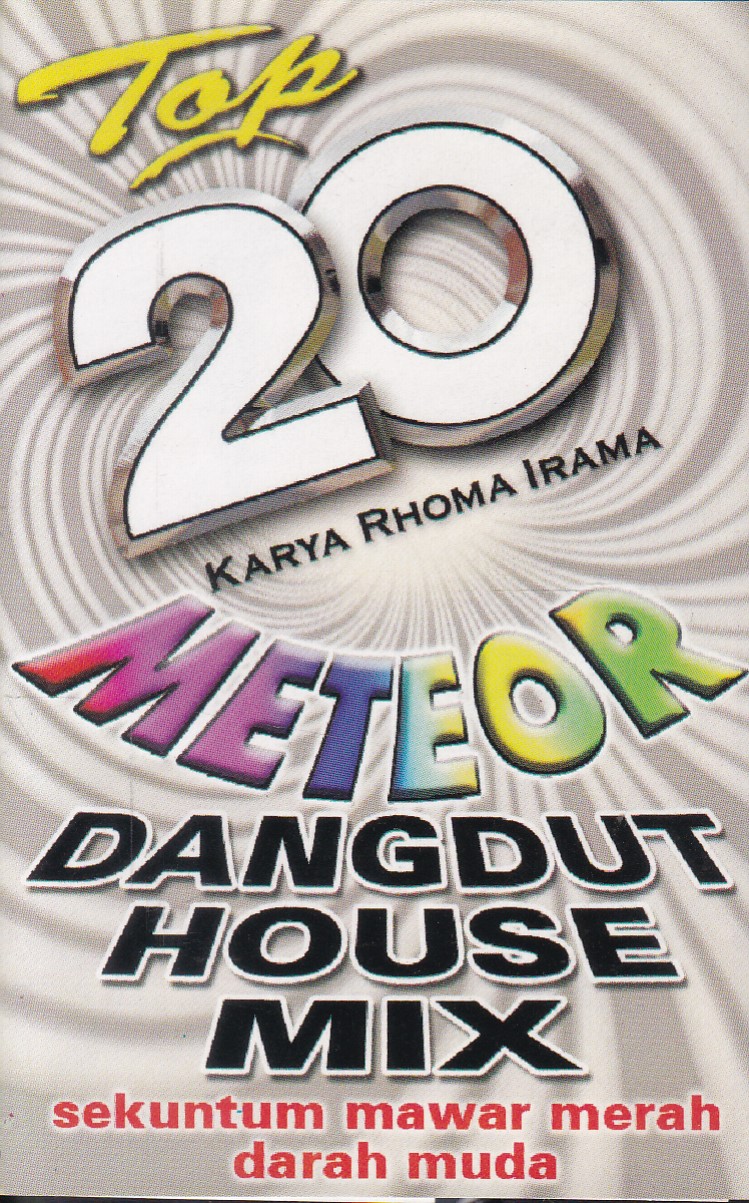 Top
20
KARYA RHOMA IRAMA
METEOR
DANGDUT
HOUSE
MIX
sekuntum mawar merah
darah muda